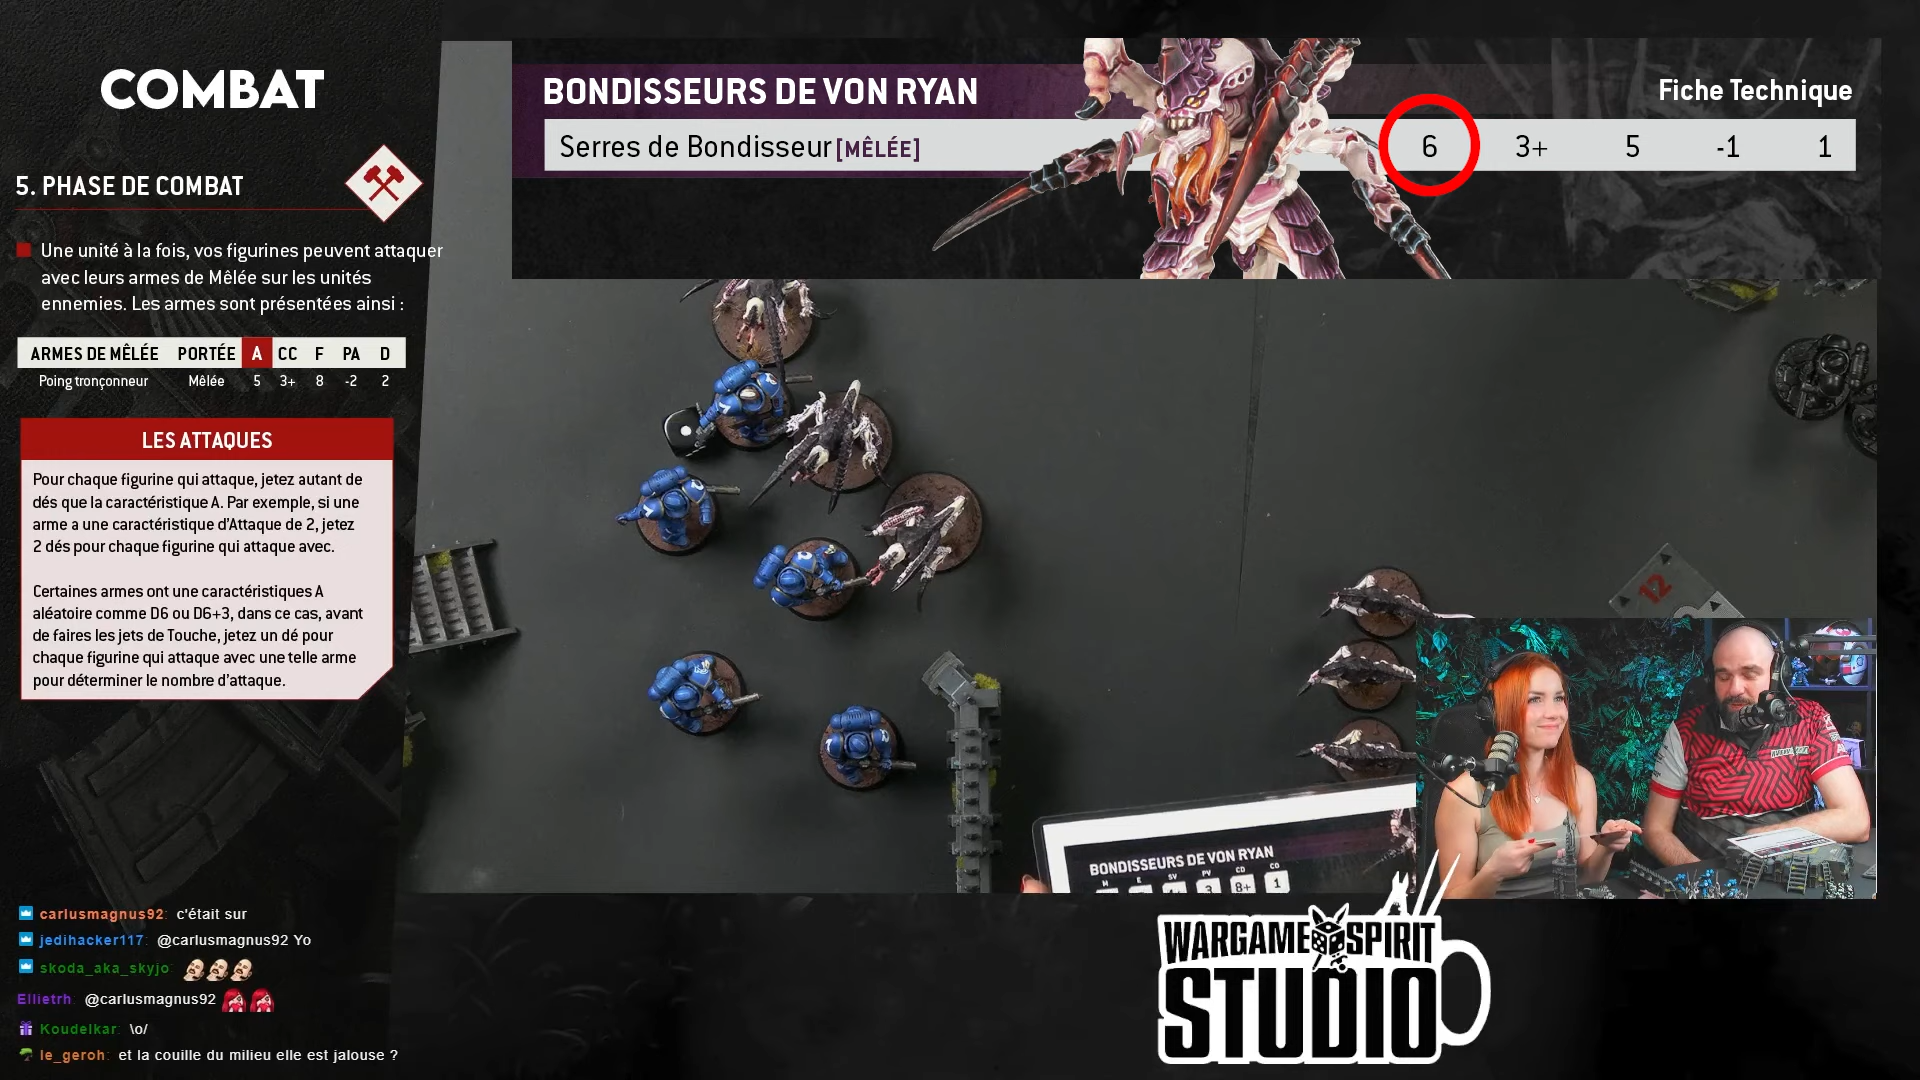 COMBAT
5. PHASE DE COMBAT
Une unité à la fois, vos figurines peuvent attaquer
avec leurs armes de Mêlée sur les unités
ennemies. Les armes sont présentées ainsi :
ARMES DE MÊLÉE PORTÉE A CC F PA D
Poing tronçonneur Mêlée 5 3+ 8 -2 2
LES ATTAQUES
Pour chaque figurine qui attaque, jetez autant de
dés que la caractéristique A. Par exemple, si une
arme a une caractéristique d'Attaque de 2, jetez
2 dés pour chaque figurine qui attaque avec.
Certaines armes ont une caractéristiques A
aléatoire comme D6 ou D6+3, dans ce cas, avant
de faires les jets de Touche, jetez un dé pour
chaque figurine qui attaque avec une telle arme
pour déterminer le nombre d'attaque.
BONDISSEURS DE VON RYAN
Fiche Technique
Serres de Bondisseur [MÊLÉE] 6 3+ 5 -1 1
12
BONDISSEURS DE VON RYAN
M E SV PV CD CO
3 8+ 1
carlusmagnus92: c'était sur
jedihacker117: @carlusmagnus92 Yo
skoda_aka_skyjo:
Ellietrh: @carlusmagnus92
Koudelkar: \o/
le_geroh: et la couille du milieu elle est jalouse ?
WARGAME SPIRIT
STUDIO